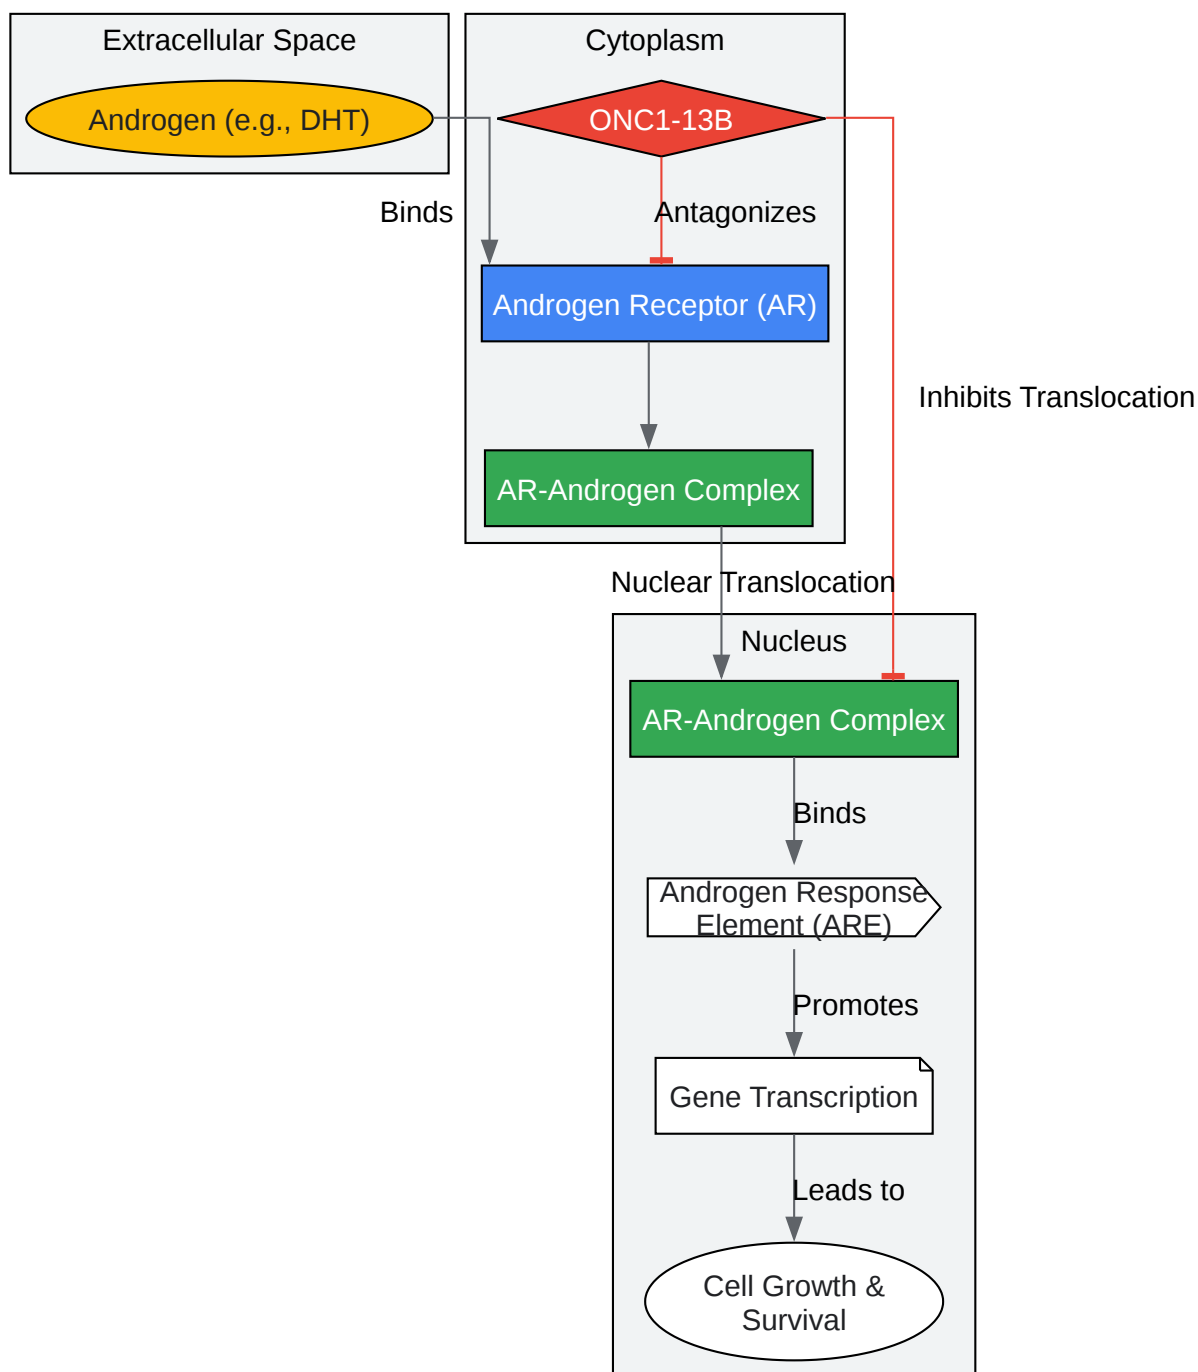 Extracellular Space
Cytoplasm
Androgen (e.g., DHT)
ONC1-13B
Binds
Antagonizes
Androgen Receptor (AR)
Inhibits Translocation
AR-Androgen Complex
Nuclear Translocation
Nucleus
AR-Androgen Complex
Binds
Androgen Response
Element (ARE)
Promotes
Gene Transcription
Leads to
Cell Growth &
Survival